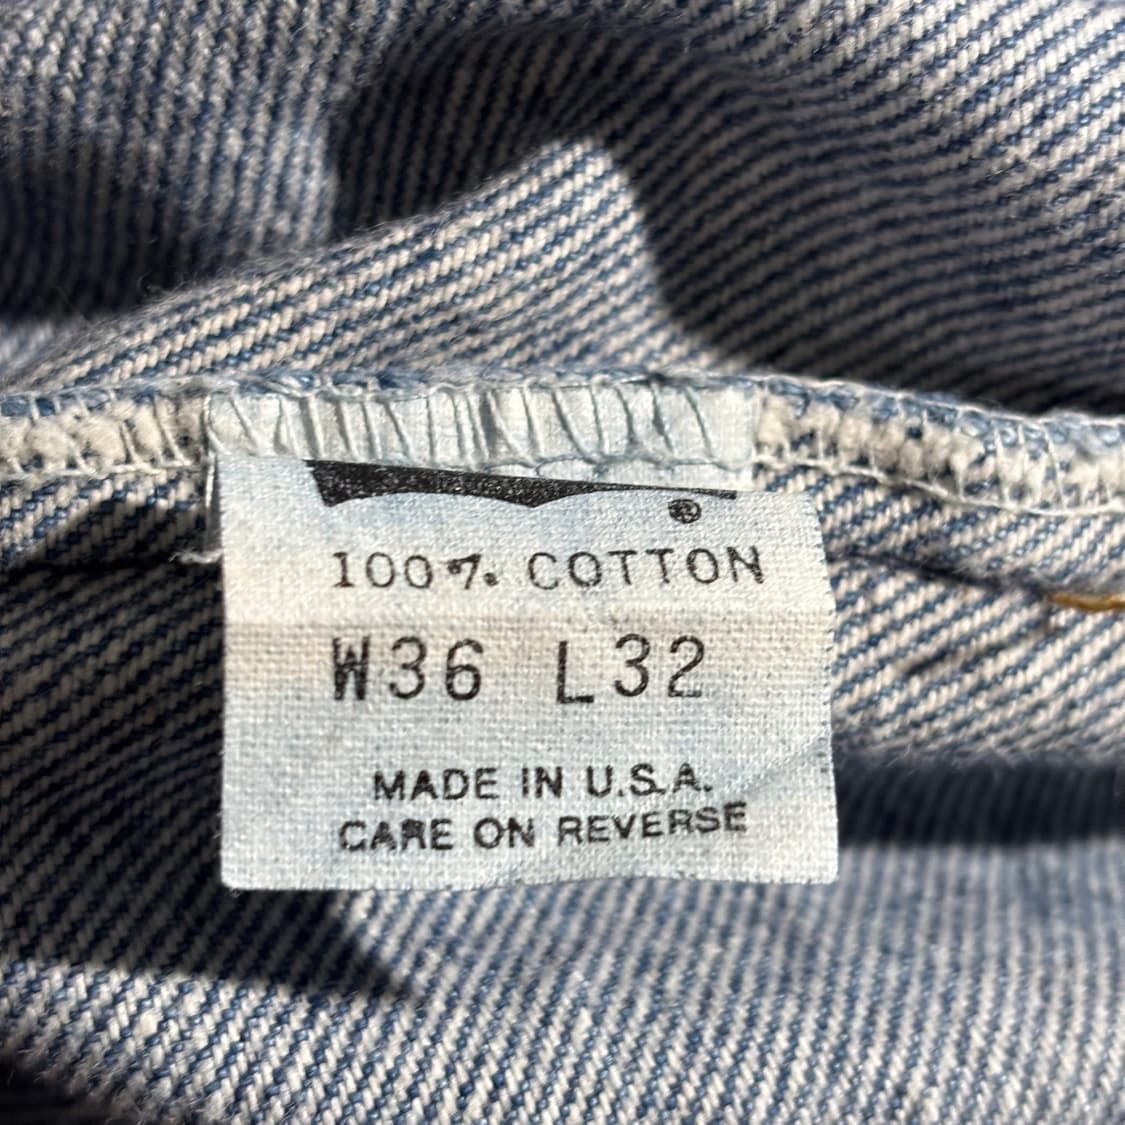 ®
100% COTTON
W36 L32
MADE IN U.S.A.
CARE ON REVERSE